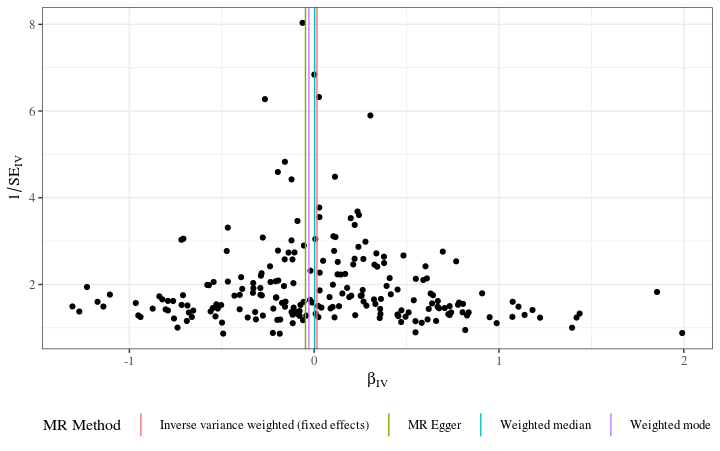 8
6
4
2
1/SE_IV
-1 0 1 2
β_IV
MR Method Inverse variance weighted (fixed effects) MR Egger Weighted median Weighted mode